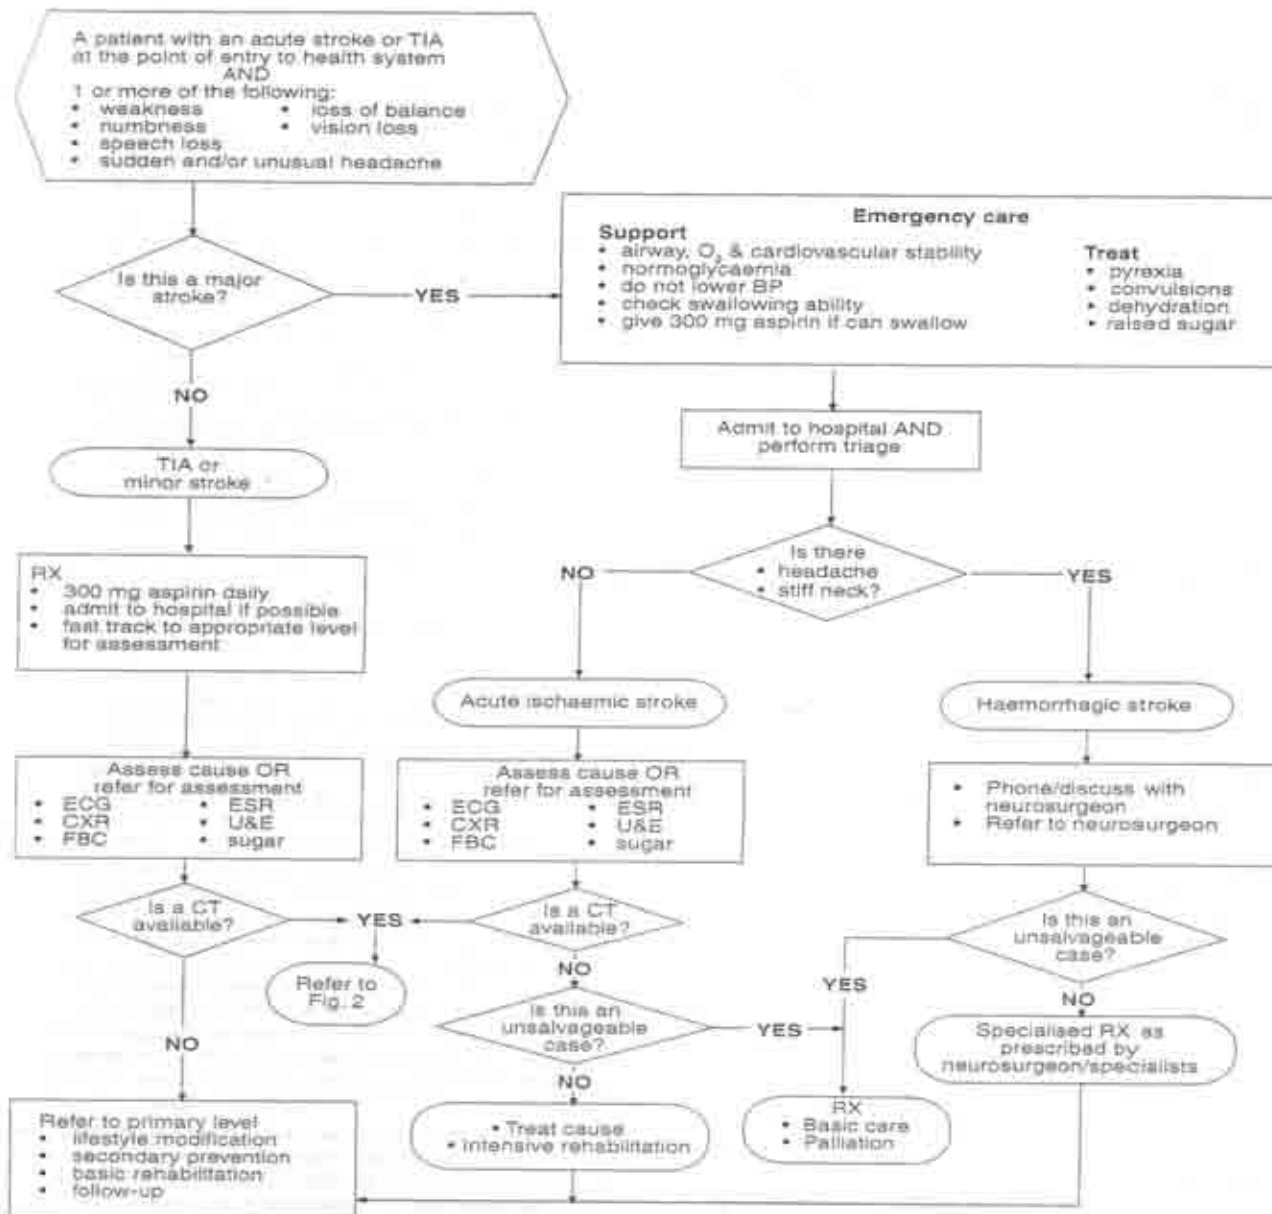 A patient with an acute stroke or TIA
at the point of entry to health system
AND
1 or more of the following:
• weakness • loss of balance
• numbness • vision loss
• speech loss
• sudden and/or unusual headache
Is this a major
stroke?
YES
Emergency care
Support
• airway, O₂ & cardiovascular stability
• normoglycaemia
• do not lower BP
• check swallowing ability
• give 300 mg aspirin if can swallow
Treat
• pyrexia
• convulsions
• dehydration
• raised sugar
NO
Admit to hospital AND
perform triage
TIA or
minor stroke
Is there
• headache
• stiff neck?
NO
YES
RX
• 300 mg aspirin daily
• admit to hospital if possible
• fast track to appropriate level
for assessment
Acute ischaemic stroke
Haemorrhagic stroke
Assess cause OR
refer for assessment
• ECG • ESR
• CXR • U&E
• FBC • sugar
Assess cause OR
refer for assessment
• ECG • ESR
• CXR • U&E
• FBC • sugar
• Phone/discuss with
neurosurgeon
• Refer to neurosurgeon
Is a CT
available?
YES
Is a CT
available?
Is this an
unsalvageable
case?
Refer to
Fig. 2
NO
YES
NO
Is this an
unsalvageable
case?
YES
Specialised RX as
prescribed by
neurosurgeon/specialists
NO
NO
Refer to primary level
• lifestyle modification
• secondary prevention
• basic rehabilitation
• follow-up
• Treat cause
• Intensive rehabilitation
RX
• Basic care
• Palliation